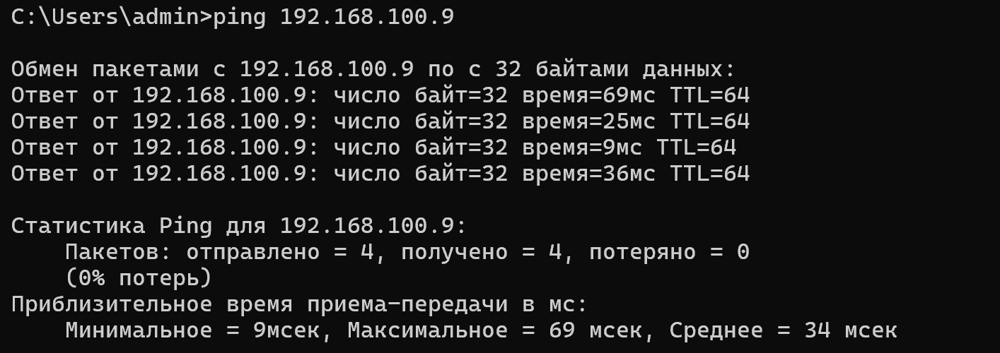 C:\Users\admin>ping 192.168.100.9
Обмен пакетами с 192.168.100.9 по с 32 байтами данных:
Ответ от 192.168.100.9: число байт=32 время=69мс TTL=64
Ответ от 192.168.100.9: число байт=32 время=25мс TTL=64
Ответ от 192.168.100.9: число байт=32 время=9мс TTL=64
Ответ от 192.168.100.9: число байт=32 время=36мс TTL=64
Статистика Ping для 192.168.100.9:
Пакетов: отправлено = 4, получено = 4, потеряно = 0
(0% потерь)
Приблизительное время приема-передачи в мс:
Минимальное = 9мсек, Максимальное = 69 мсек, Среднее = 34 мсек